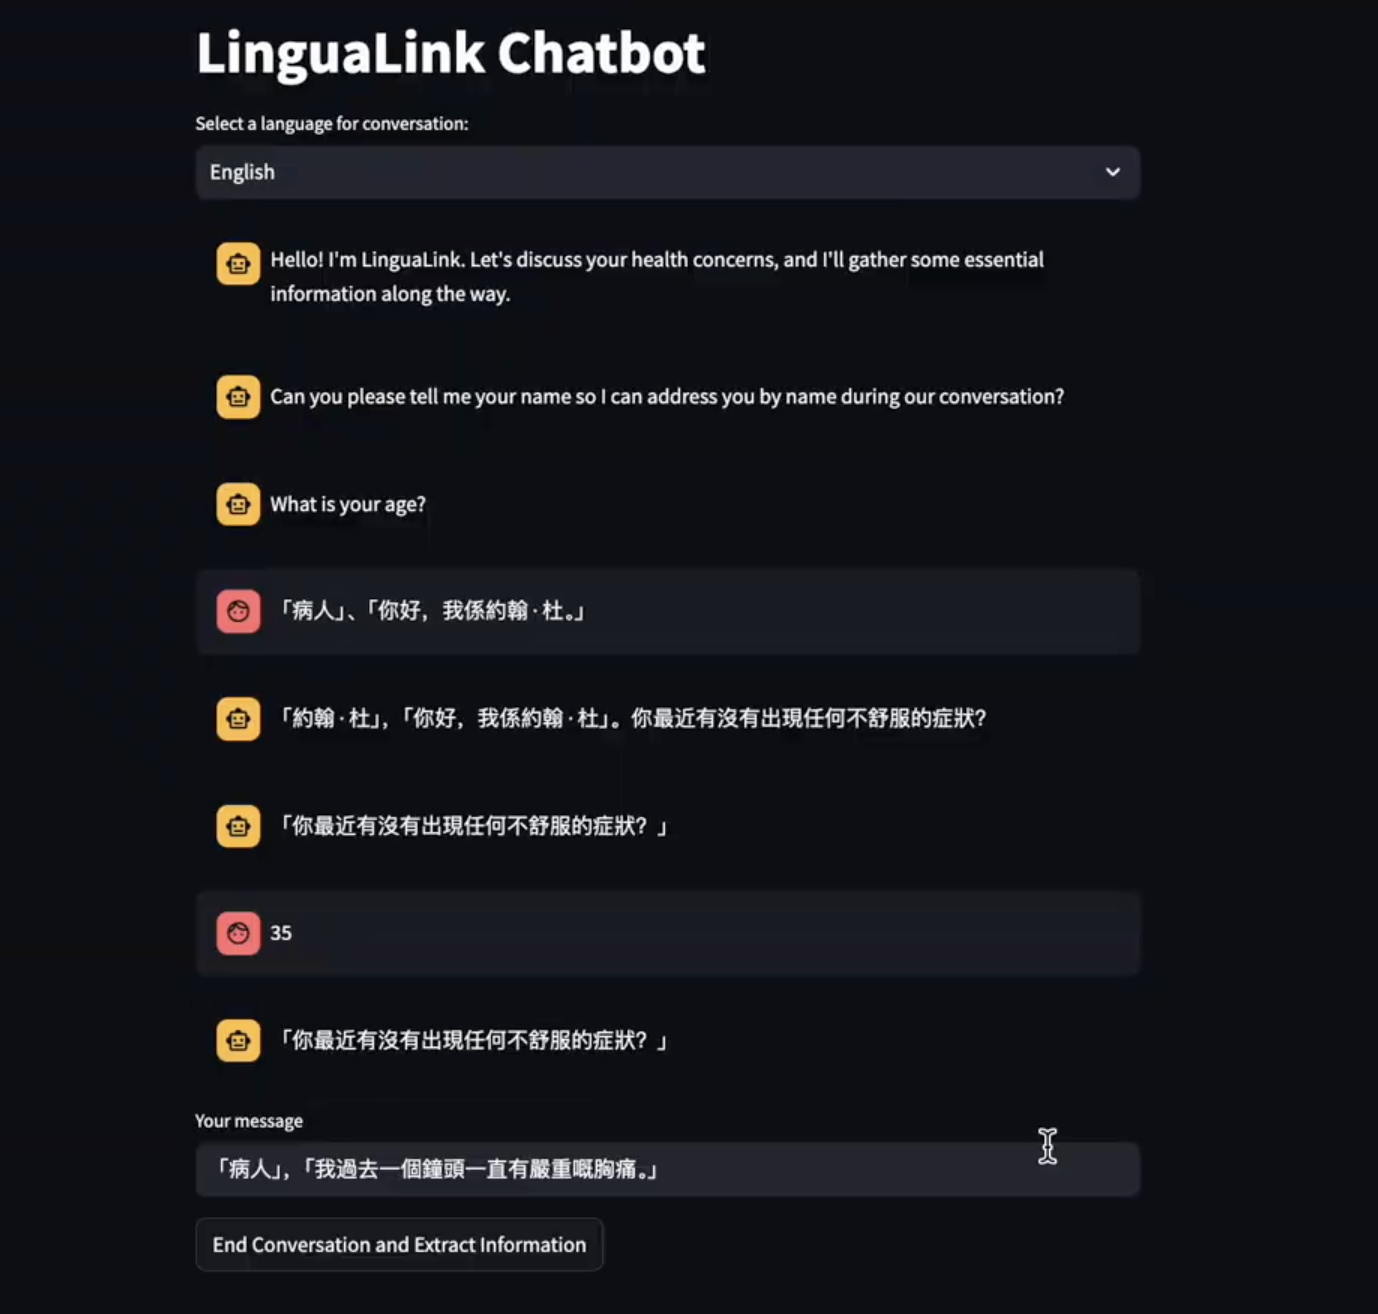 LinguaLink Chatbot
Select a language for conversation:
English
Hello! I'm LinguaLink. Let's discuss your health concerns, and I'll gather some essential
information along the way.
Can you please tell me your name so I can address you by name during our conversation?
What is your age?
「病人」、「你好，我係約翰·杜。」
「約翰·杜」，「你好，我係約翰·杜」。你最近有沒有出現任何不舒服的症狀?
「你最近有沒有出現任何不舒服的症狀？」
35
「你最近有沒有出現任何不舒服的症狀？」
Your message
「病人」，「我過去一個鐘頭一直有嚴重嘅胸痛。」
End Conversation and Extract Information